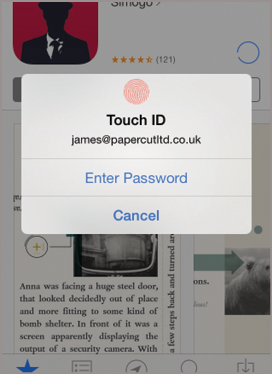 Simogo >
(121)
Touch ID
james@papercutltd.co.uk
Enter Password
Cancel
Anna was facing a huge steel door,
that looked decidedly out of place
and more fitting to some kind of
bomb shelter. In front of it was a
screen apparently displaying the
output of a security camera. With
a few steps back and turned
ons.